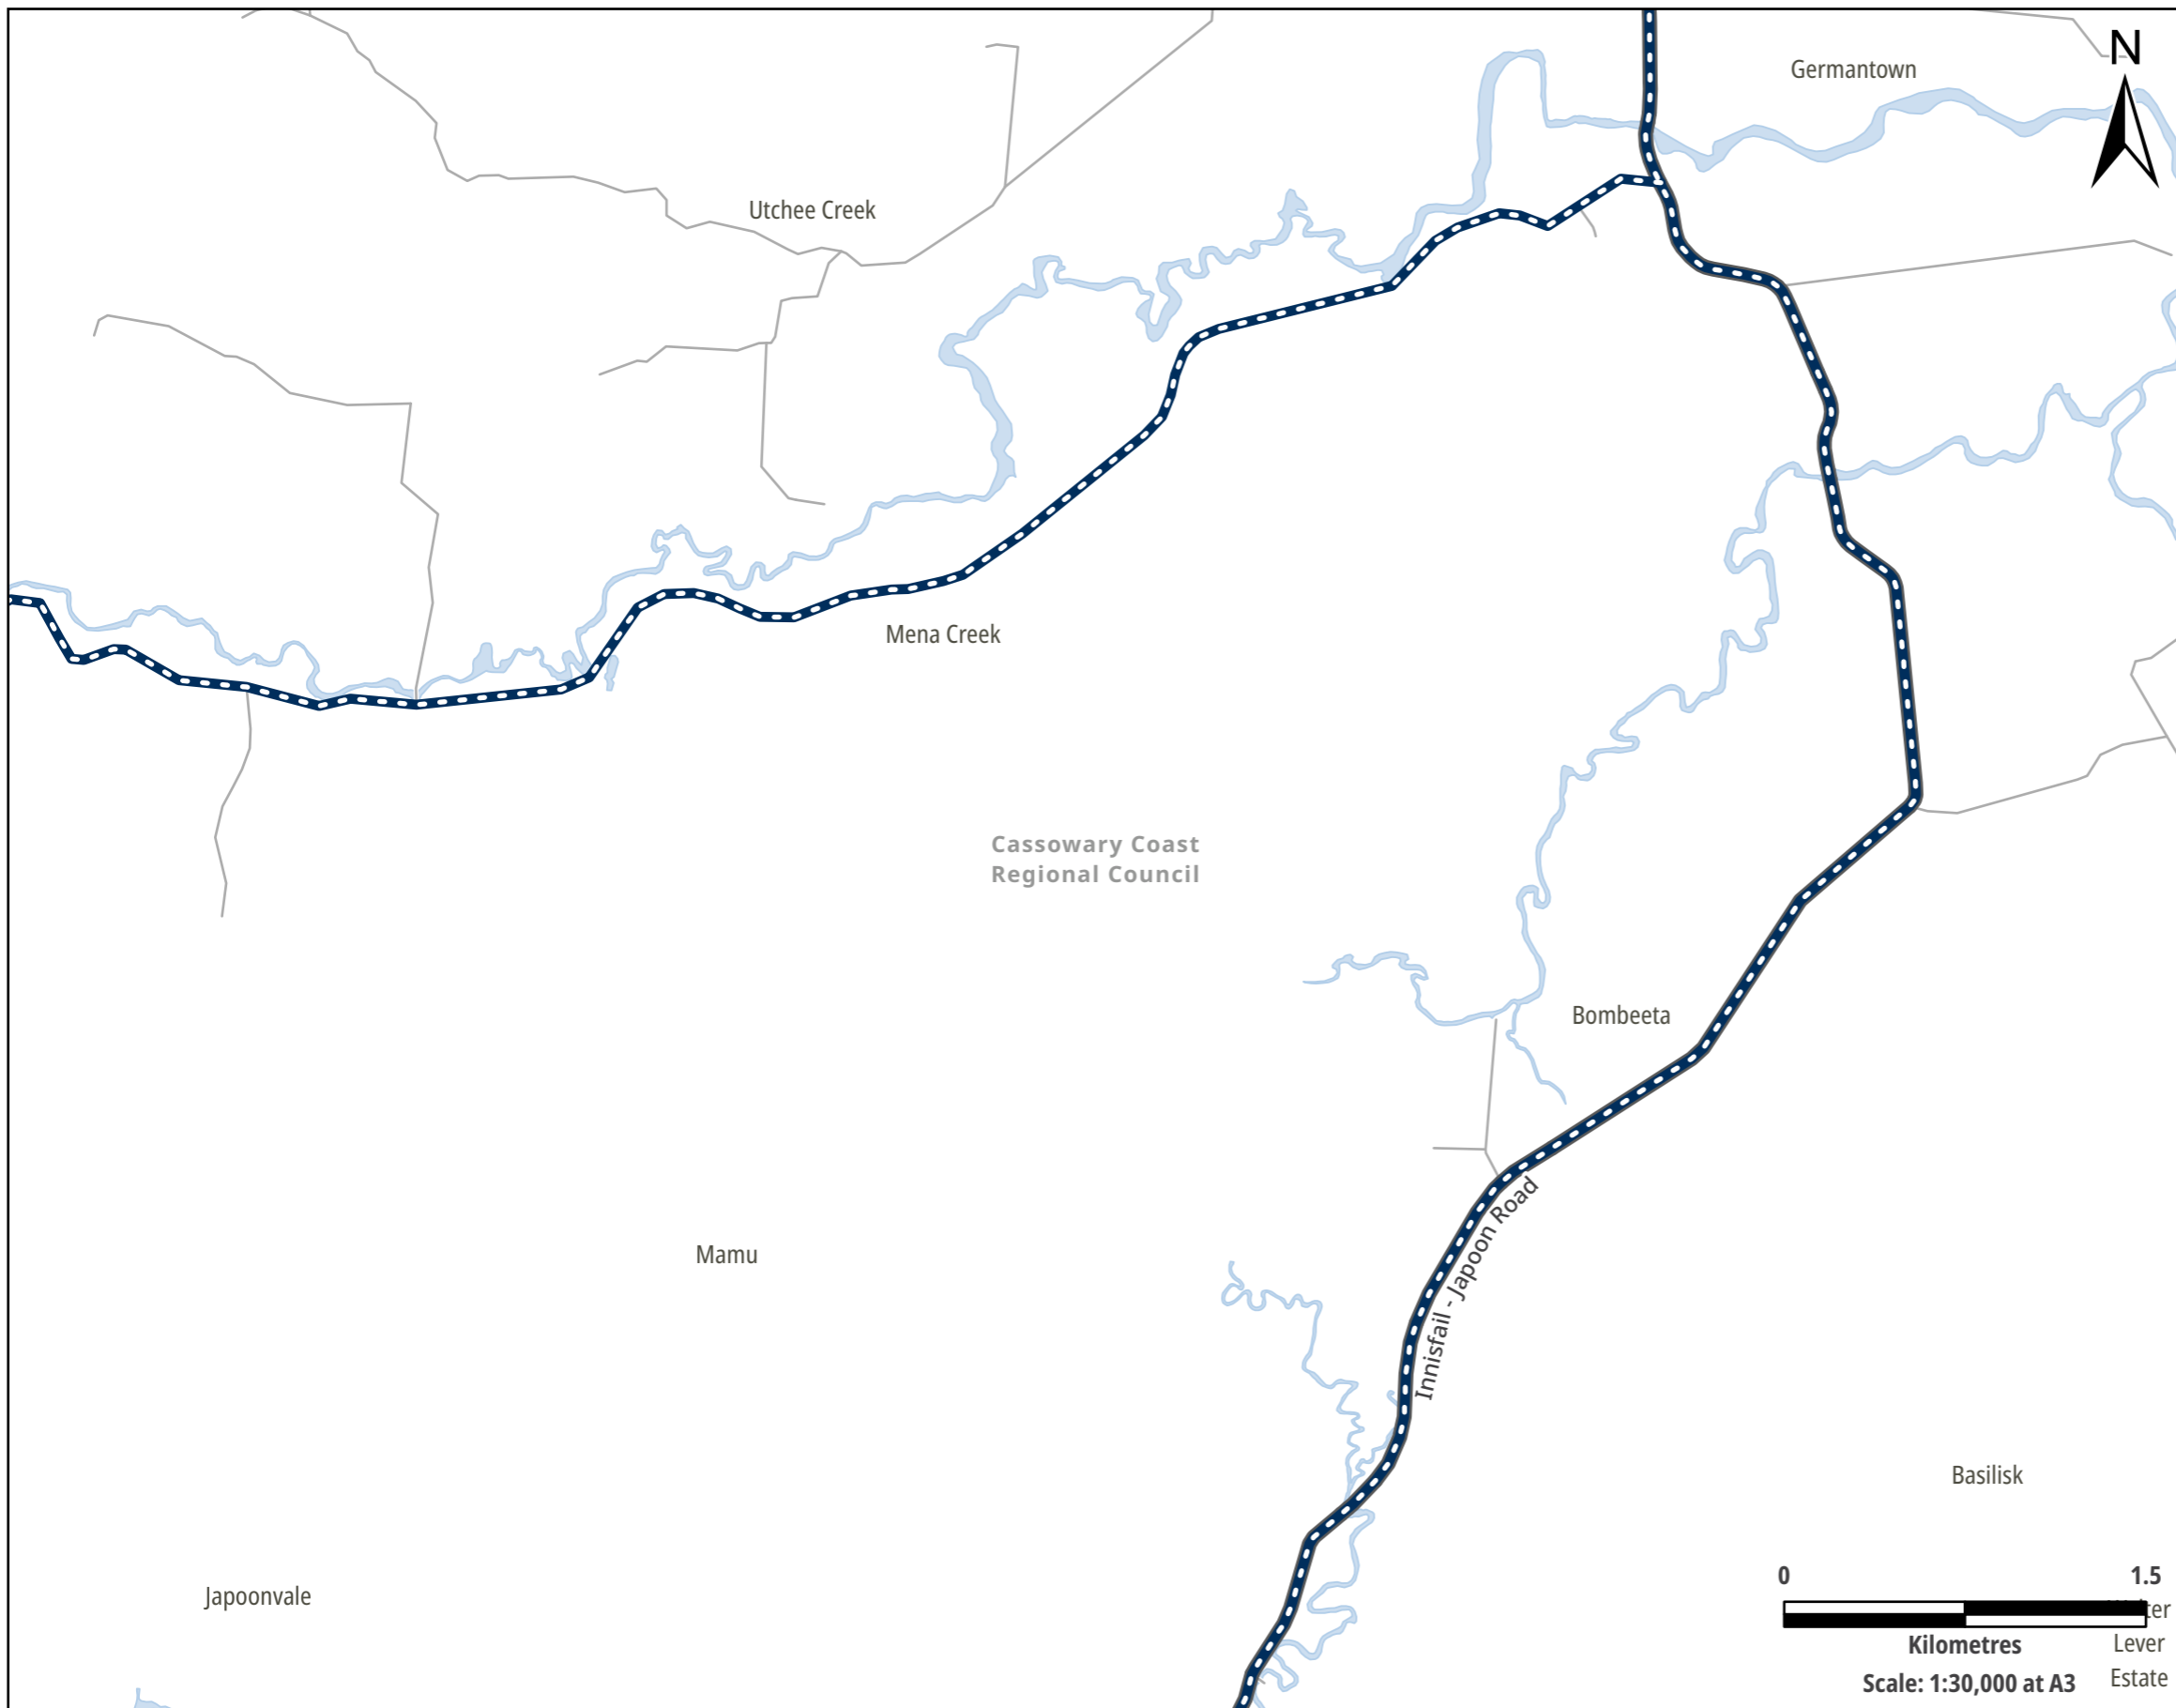 N
Germantown
Utchee Creek
Mena Creek
Cassowary Coast
Regional Council
Bombeeta
Innisfail - Japoon Road
Mamu
Basilisk
Japoonvale
0 1.5
Kilometres
Lever
Scale: 1:30,000 at A3
Estate